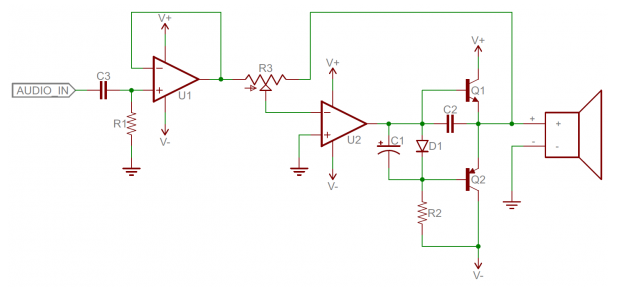 V+
V+
V+
R3
C3
AUDIO_IN
U1
Q1
C2
R1
+
+
-
-
V-
U2
C1
D1
Q2
V-
R2
V-